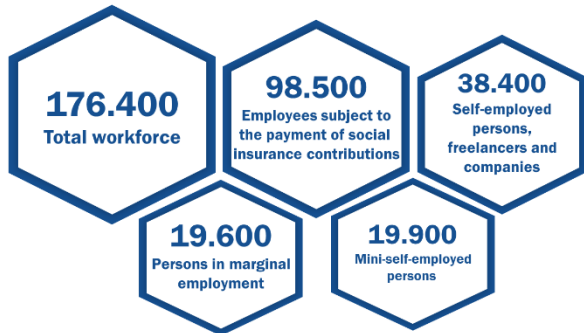 176.400
Total workforce
98.500
Employees subject to
the payment of social
insurance contributions
38.400
Self-employed
persons,
freelancers and
companies
19.600
Persons in marginal
employment
19.900
Mini-self-employed
persons